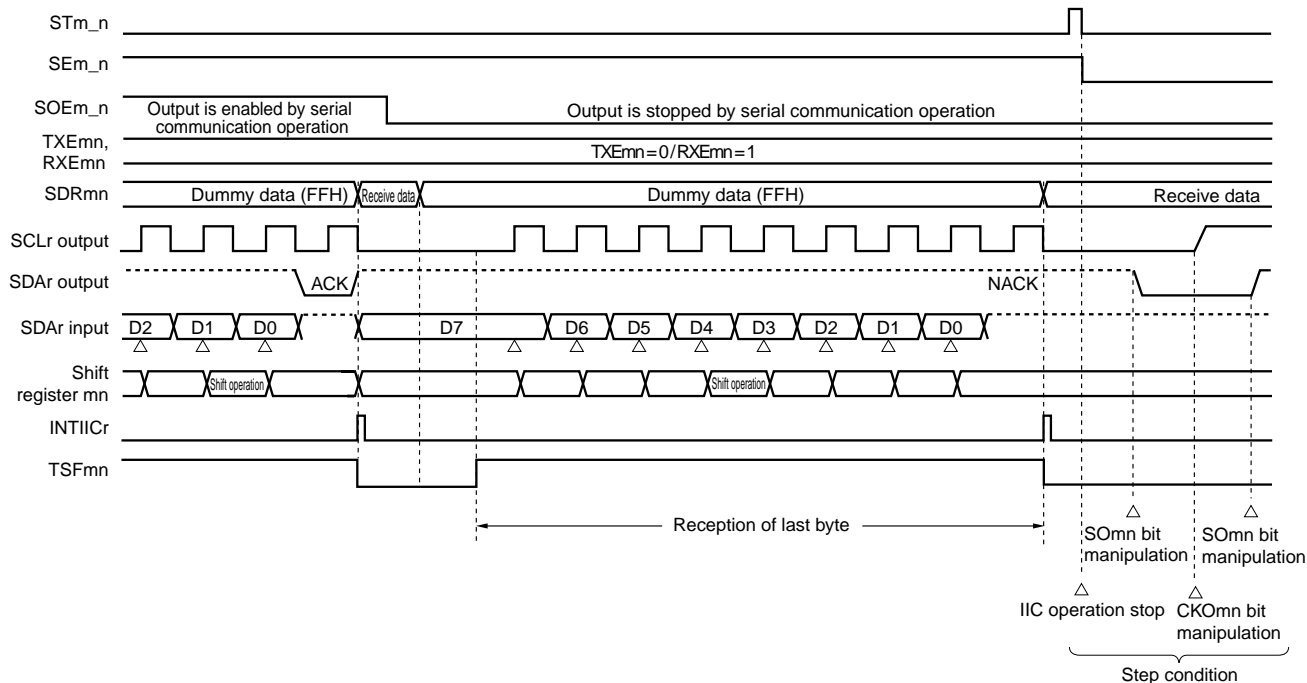 STm_n
SEm_n
SOEm_n
Output is enabled by serial
communication operation
Output is stopped by serial communication operation
TXEmn,
RXEmn
TXEmn=0/RXEmn=1
SDRmn
Dummy data (FFH)
Receive data
Dummy data (FFH)
Receive data
SCLr output
SDAr output
ACK
NACK
SDAr input
D2
D1
D0
D7
D6
D5
D4
D3
D2
D1
D0
Shift
register mn
Shift operation
Shift operation
INTIICr
TSFmn
Reception of last byte
SOmn bit
manipulation
SOmn bit
manipulation
IIC operation stop
CKOmn bit
manipulation
Step condition